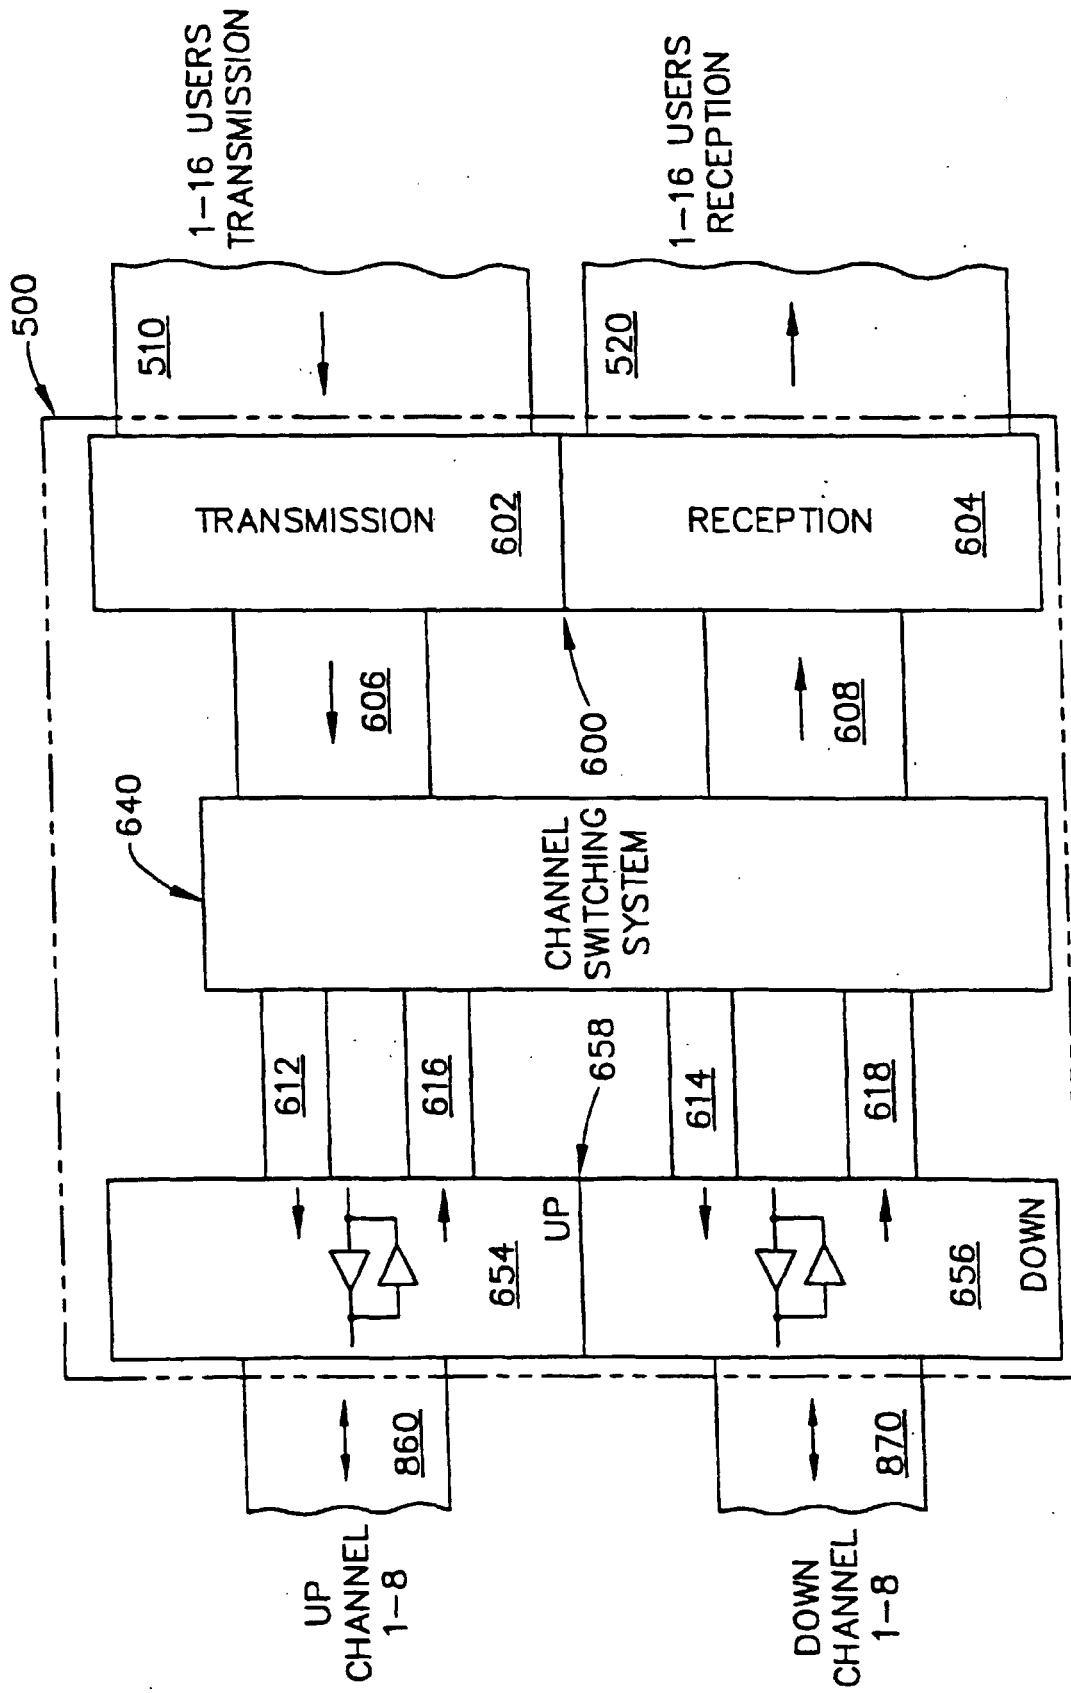 500
1–16 USERS
TRANSMISSION
510
1–16 USERS
RECEPTION
520
TRANSMISSION
602
RECEPTION
604
600
606
608
640
CHANNEL
SWITCHING
SYSTEM
612
616
658
614
618
UP
654
DOWN
656
860
870
UP
CHANNEL
1–8
DOWN
CHANNEL
1–8